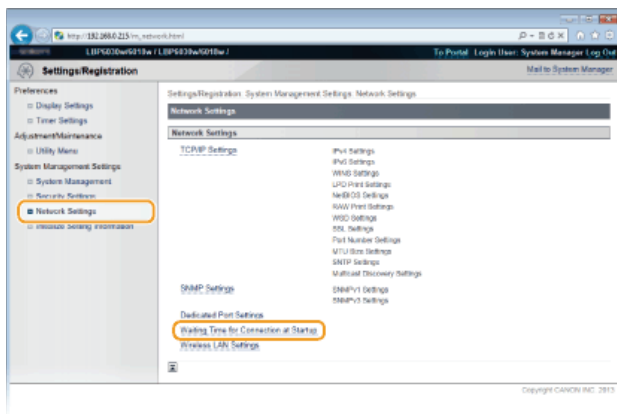 http://192.168.0.215/m_network.html
LBP6030w/6018w / LBP6030w/6018w /
To Portal Login User: System Manager Log Out
Settings/Registration
Mail to System Manager
Preferences
Display Settings
Timer Settings
Adjustment/Maintenance
Utility Menu
System Management Settings
System Management
Security Settings
Network Settings
Initialize Setting Information
Settings/Registration: System Management Settings: Network Settings
Network Settings
Network Settings
TCP/IP Settings
IPv4 Settings
IPv6 Settings
WINS Settings
LPD Print Settings
NetBIOS Settings
RAW Print Settings
WSD Settings
SSL Settings
Port Number Settings
MTU Size Settings
SNTP Settings
Multicast Discovery Settings
SNMP Settings
SNMPv1 Settings
SNMPv3 Settings
Dedicated Port Settings
Waiting Time for Connection at Startup
Wireless LAN Settings
Copyright CANON INC. 2013